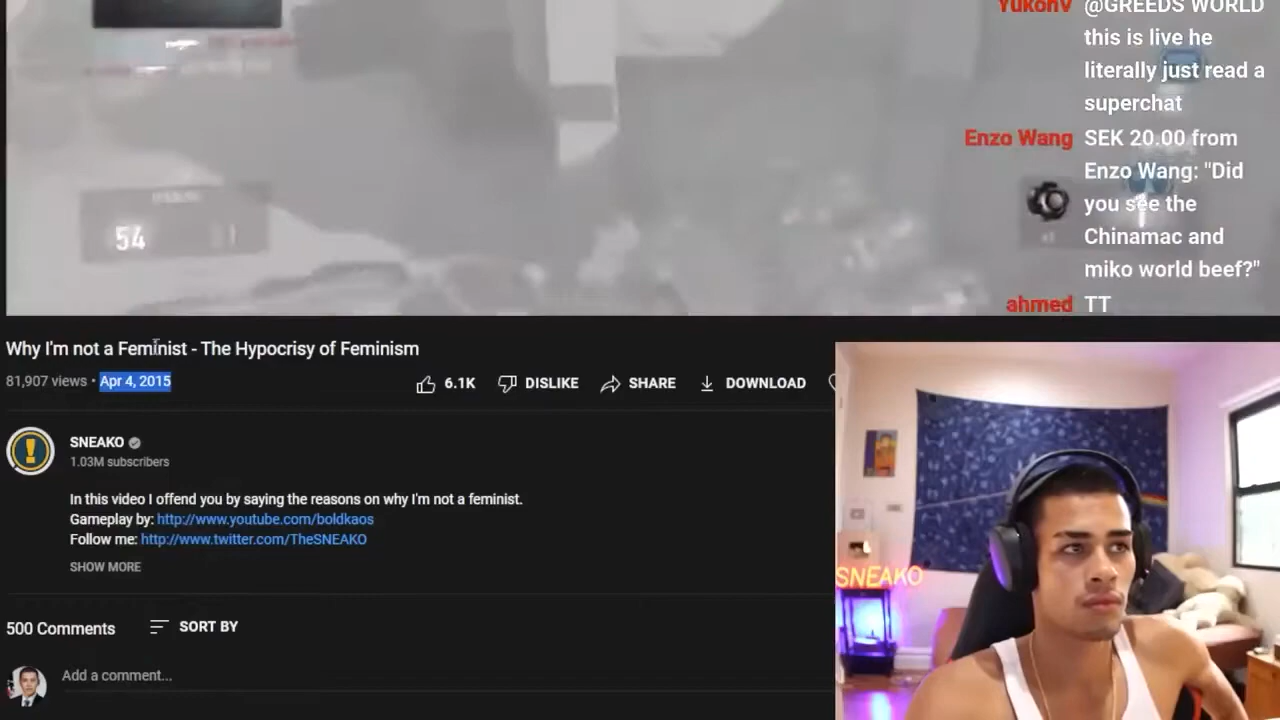 YukonV @GREEDS WORLD
this is live he
literally just read a
superchat
Enzo Wang SEK 20.00 from
Enzo Wang: "Did
you see the
Chinamac and
miko world beef?"
ahmed TT
54
Why I'm not a Feminist - The Hypocrisy of Feminism
81,907 views • Apr 4, 2015
6.1K DISLIKE SHARE DOWNLOAD
SNEAKO
1.03M subscribers
In this video I offend you by saying the reasons on why I'm not a feminist.
Gameplay by: http://www.youtube.com/boldkaos
Follow me: http://www.twitter.com/TheSNEAKO
SHOW MORE
500 Comments SORT BY
Add a comment...
SNEAKO